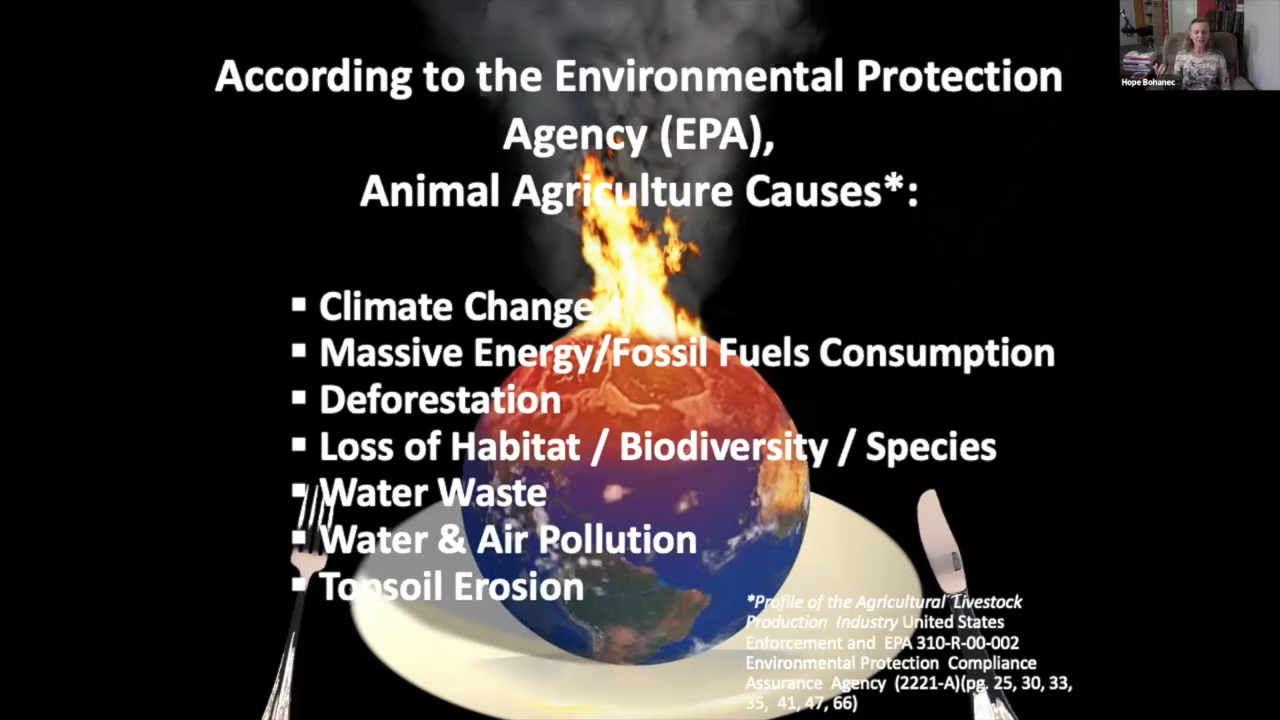 According to the Environmental Protection
Agency (EPA),
Animal Agriculture Causes*:
▪ Climate Change
▪ Massive Energy/Fossil Fuels Consumption
▪ Deforestation
▪ Loss of Habitat / Biodiversity / Species
▪ Water Waste
▪ Water & Air Pollution
▪ Topsoil Erosion
*Profile of the Agricultural Livestock
Production Industry United States
Enforcement and EPA 310-R-00-002
Environmental Protection Compliance
Assurance Agency (2221-A)(pg. 25, 30, 33,
35, 41, 47, 66)
Hope Bohanec